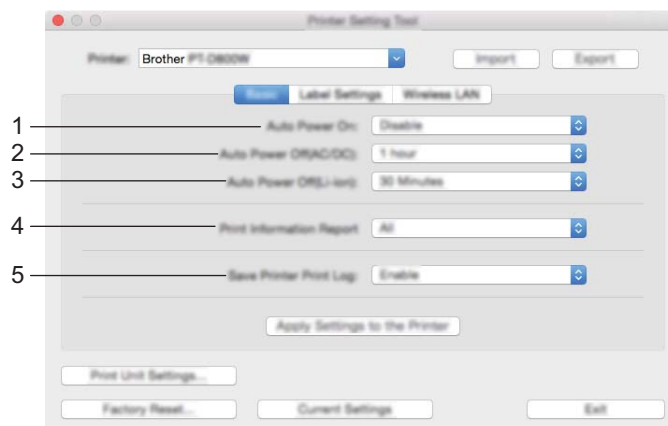 Printer Setting Tool
Printer: Brother PT-D800W Import Export
Basic Label Settings Wireless LAN
1 Auto Power On: Disable
2 Auto Power Off(AC/DC): 1 hour
3 Auto Power Off(Li-ion): 30 Minutes
4 Print Information Report All
5 Save Printer Print Log: Enable
Apply Settings to the Printer
Print Unit Settings...
Factory Reset... Current Settings Exit